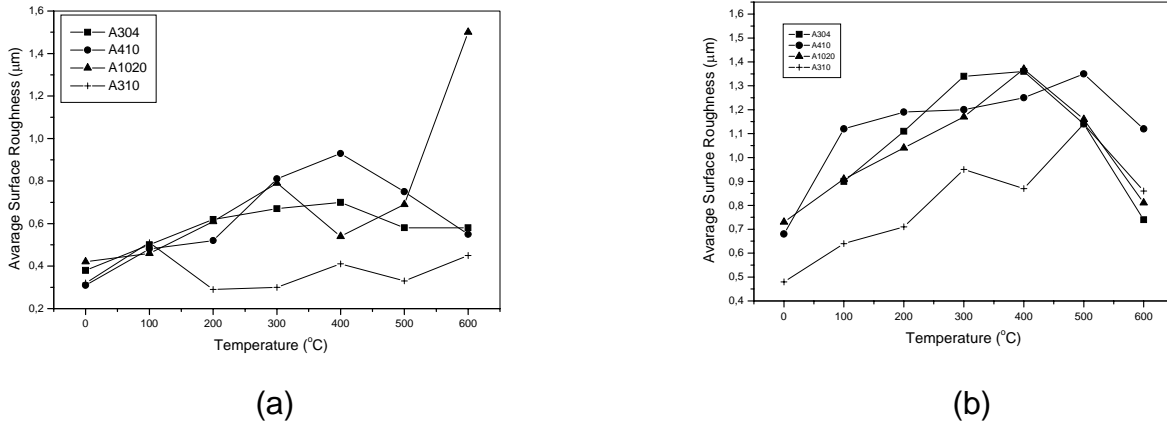 1,6
1,4
1,2
1,0
0,8
0,6
0,4
0,2
Avarage Surface Roughness (μm)
A304
A410
A1020
A310
0 100 200 300 400 500 600
Temperature (°C)
(a)
1,6
1,5
1,4
1,3
1,2
1,1
1,0
0,9
0,8
0,7
0,6
0,5
0,4
Avarage Surface Roughness (μm)
A304
A410
A1020
A310
0 100 200 300 400 500 600
Temperature (°C)
(b)